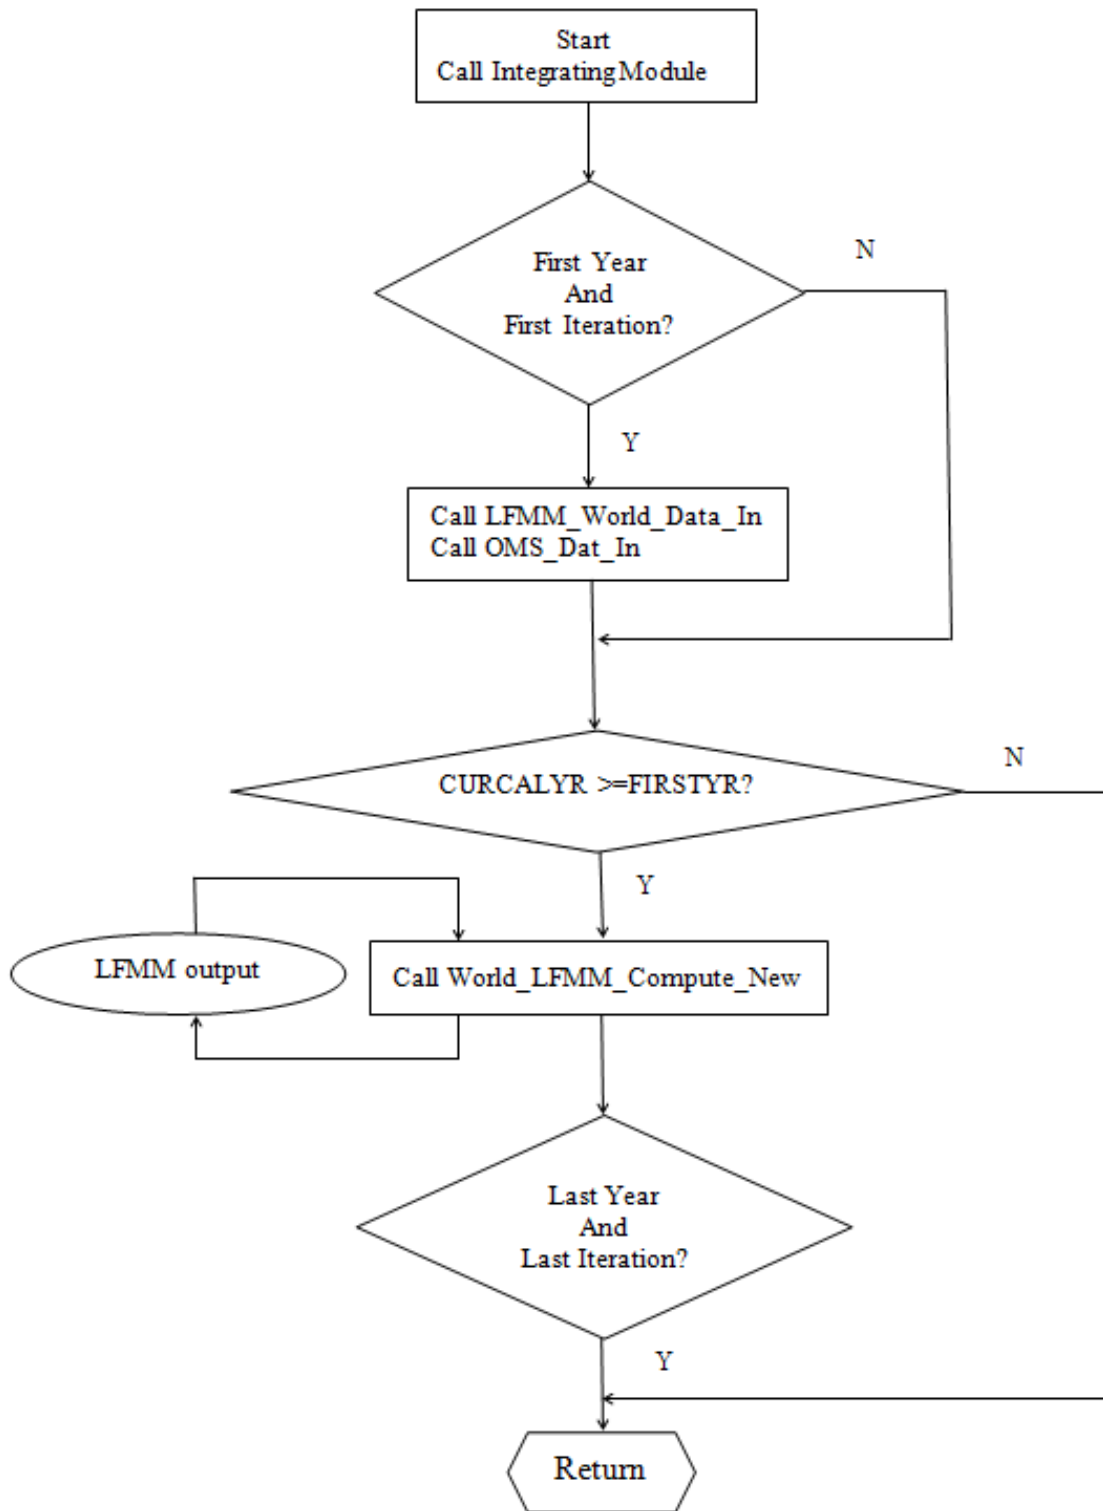 Start
Call IntegratingModule
N
First Year
And
First Iteration?
Y
Call LFMM_World_Data_In
Call OMS_Dat_In
N
CURCALYR >=FIRSTYR?
Y
LFMM output
Call World_LFMM_Compute_New
Last Year
And
Last Iteration?
Y
Return